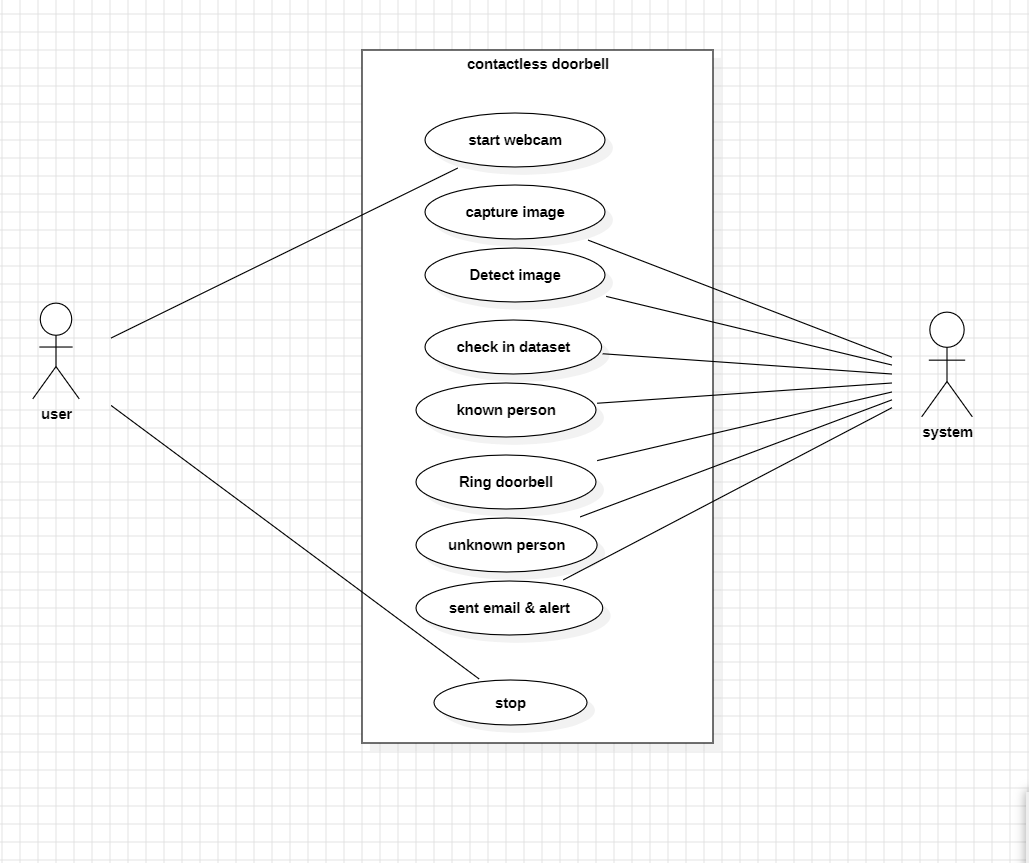 contactless doorbell
start webcam
capture image
Detect image
check in dataset
known person
Ring doorbell
unknown person
sent email & alert
stop
user
system